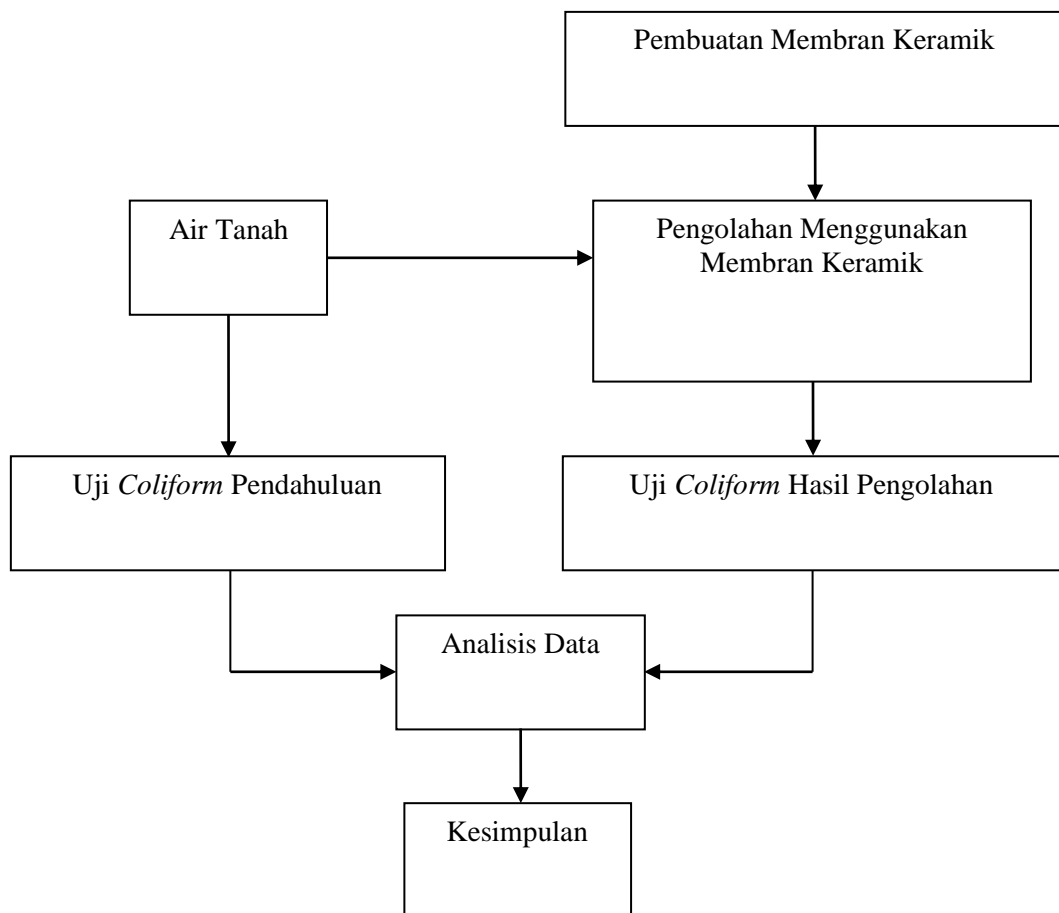 Pembuatan Membran Keramik
Air Tanah
Pengolahan Menggunakan
Membran Keramik
Uji Coliform Pendahuluan
Uji Coliform Hasil Pengolahan
Analisis Data
Kesimpulan